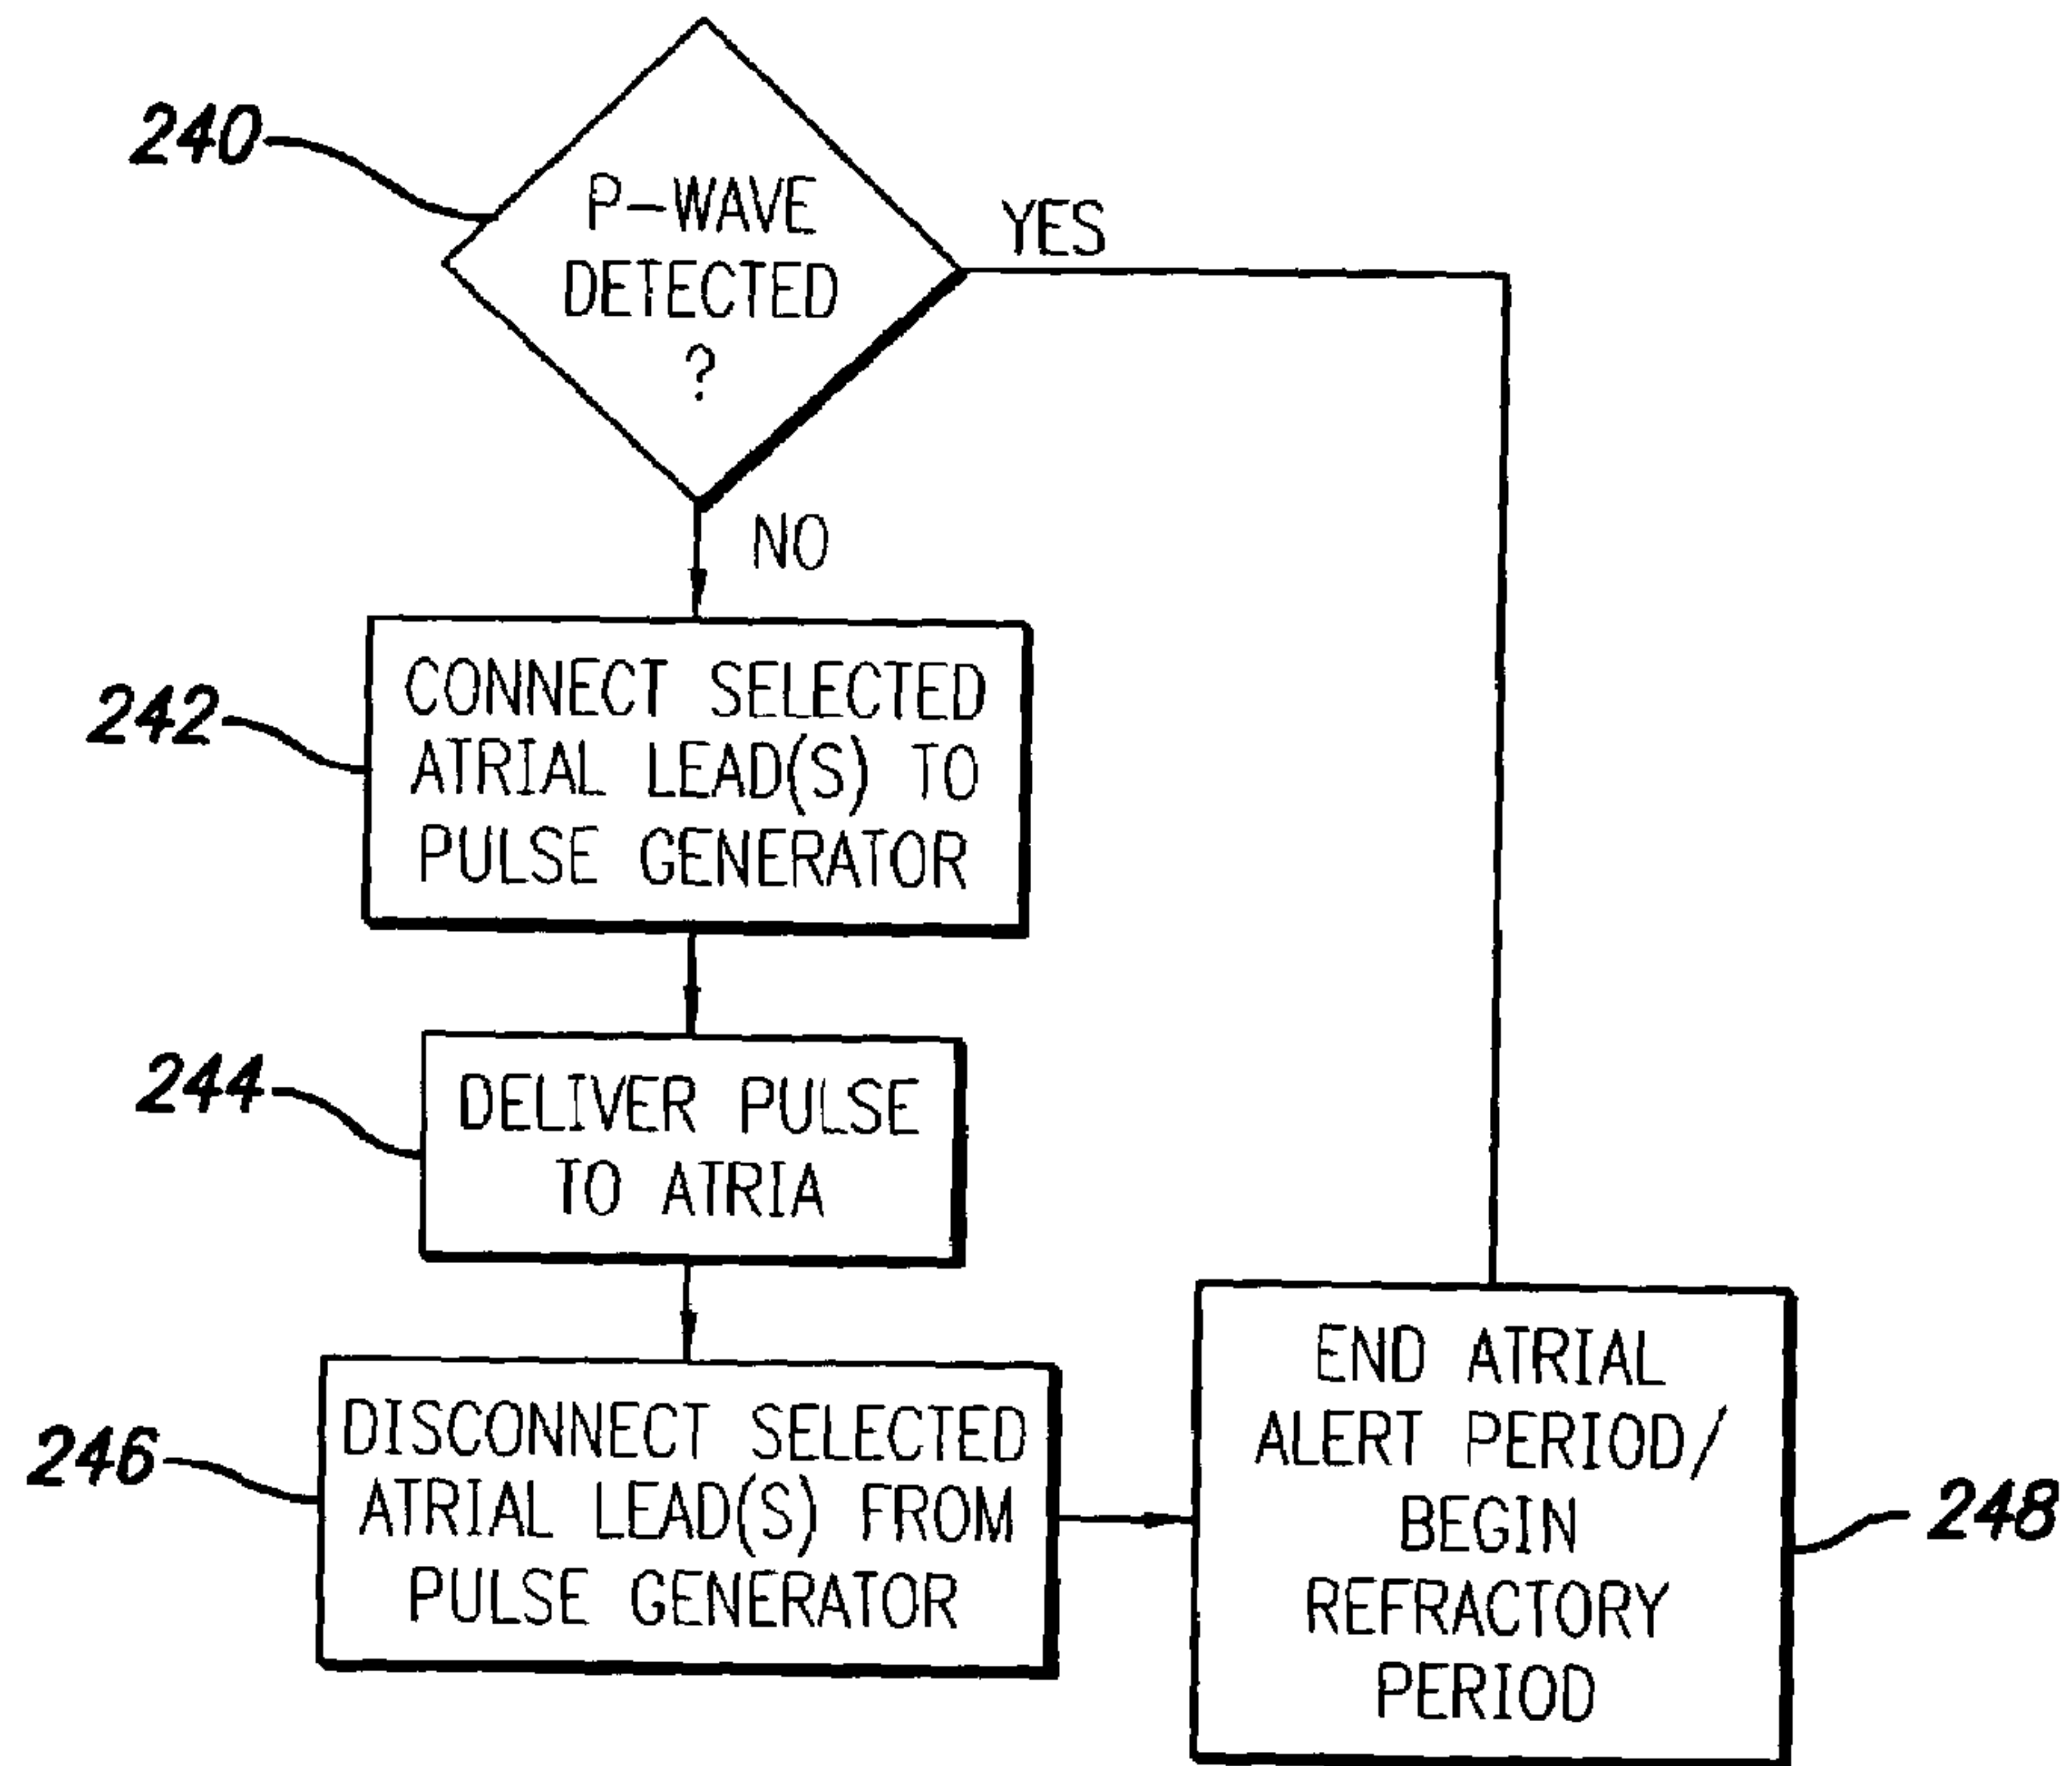 240
P-WAVE
DETECTED
?
YES
NO
242
CONNECT SELECTED
ATRIAL LEAD(S) TO
PULSE GENERATOR
244
DELIVER PULSE
TO ATRIA
246
DISCONNECT SELECTED
ATRIAL LEAD(S) FROM
PULSE GENERATOR
END ATRIAL
ALERT PERIOD/
BEGIN
REFRACTORY
PERIOD
248